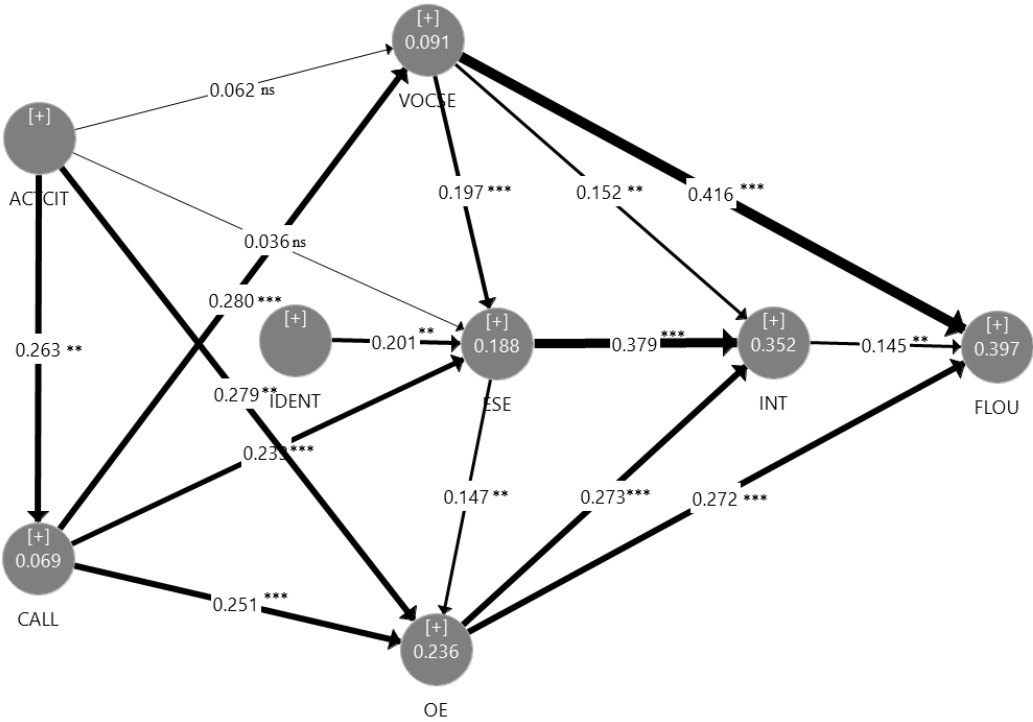 [+]
0.091
VOCSE
0.062 ns
[+]
ACTCIT
0.197 ***
0.152 **
0.416 ***
0.036 ns
0.280 ***
[+]
IDENT
0.201 **
[+]
0.188
ESE
0.379 ***
[+]
0.352
INT
0.145 **
[+]
0.397
FLOU
0.263 **
0.279 **
***
0.147 **
0.273 ***
0.272 ***
[+]
0.069
CALL
0.251 ***
[+]
0.236
OE